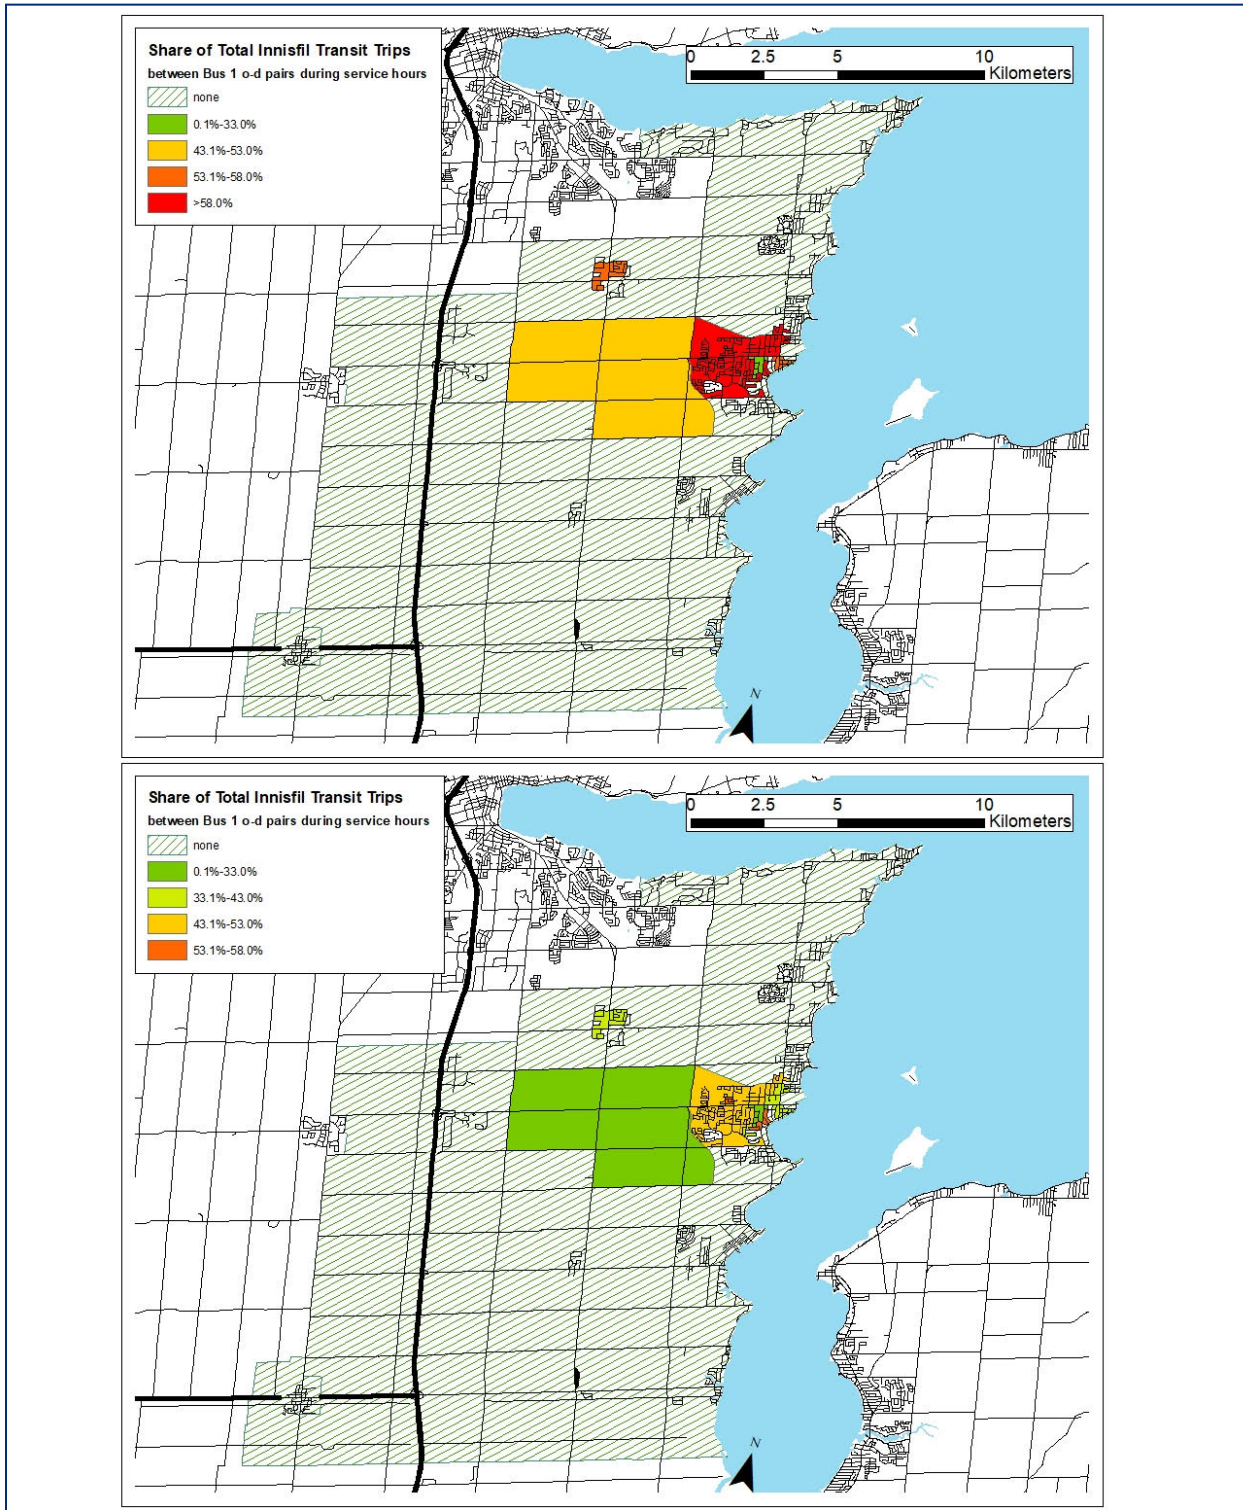 Share of Total Innisfil Transit Trips
between Bus 1 o-d pairs during service hours
none
0.1%-33.0%
43.1%-53.0%
53.1%-58.0%
>58.0%
0 2.5 5 10
Kilometers
N
Share of Total Innisfil Transit Trips
between Bus 1 o-d pairs during service hours
none
0.1%-33.0%
33.1%-43.0%
43.1%-53.0%
53.1%-58.0%
0 2.5 5 10
Kilometers
N